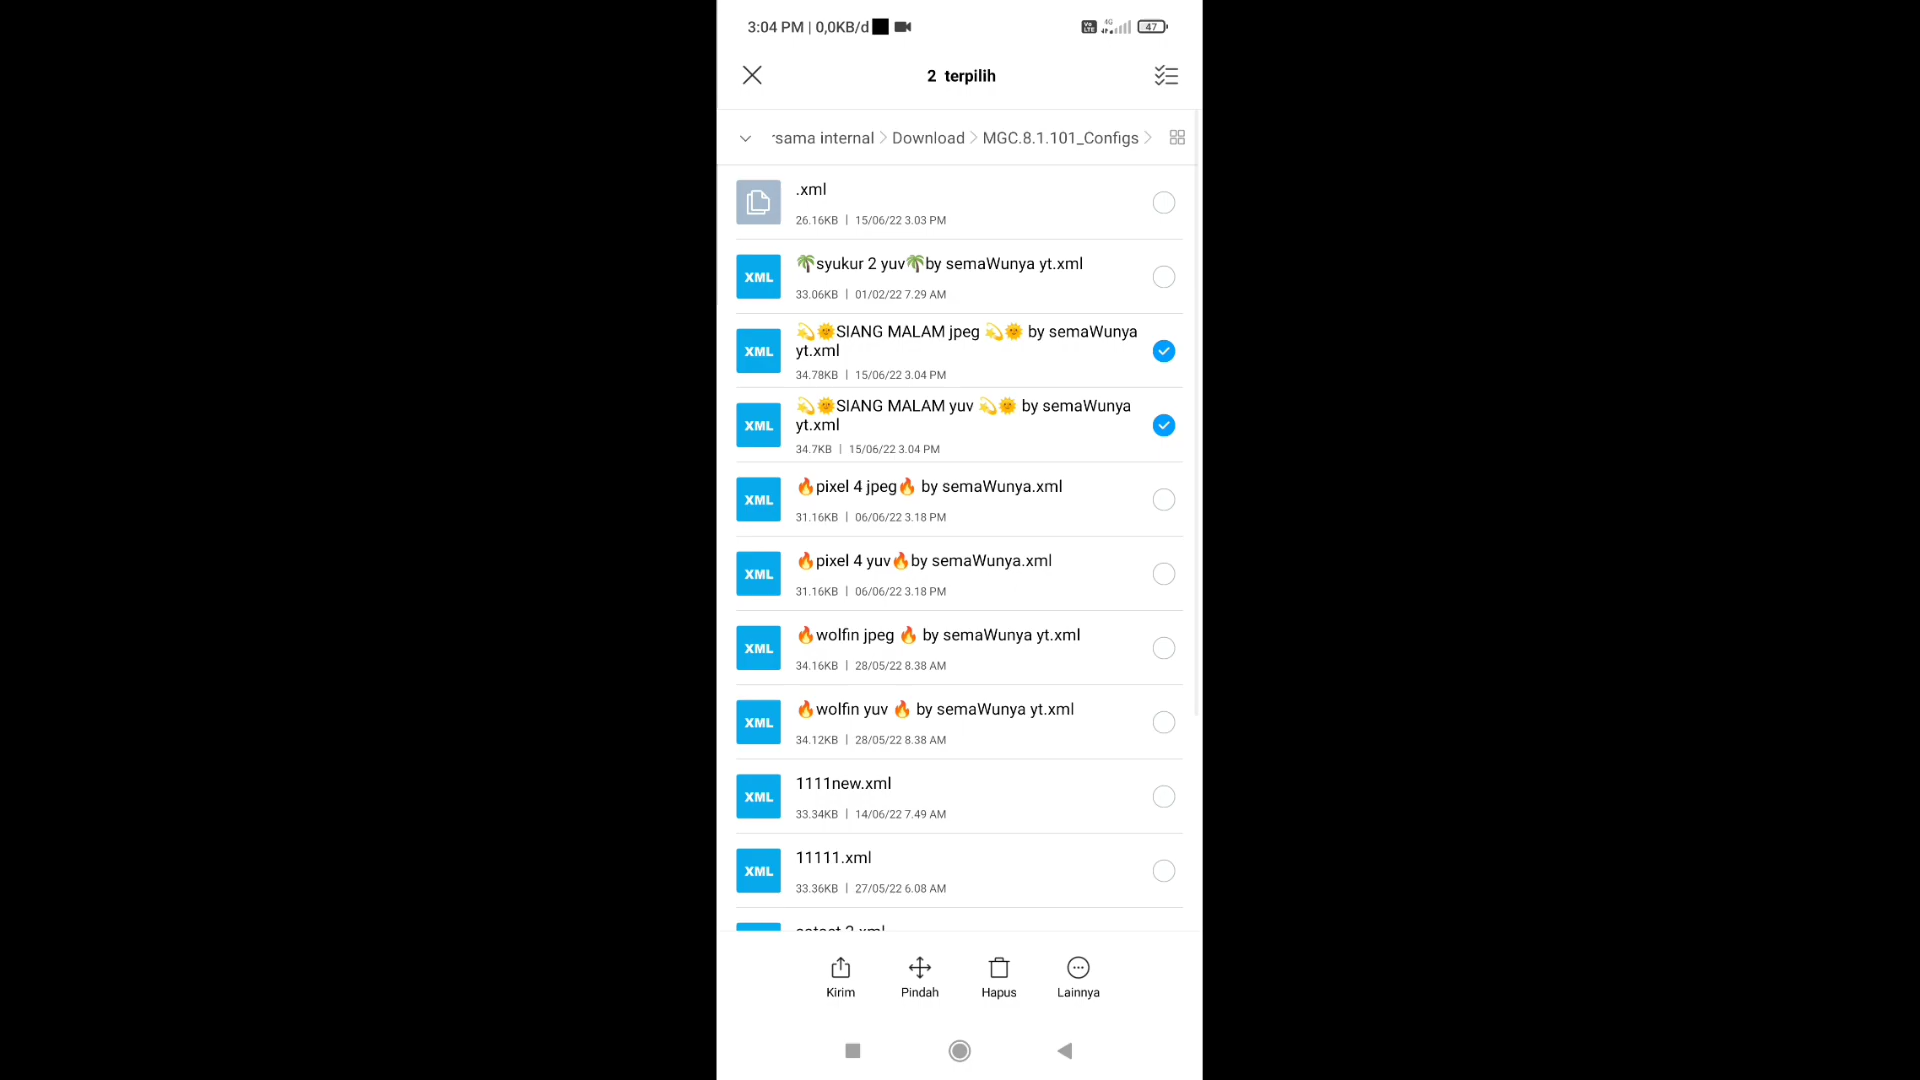 3:04 PM | 0,0KB/d
Vo LTE 4G 47
2 terpilih
rsama internal > Download > MGC.8.1.101_Configs >
.xml
26.16KB | 15/06/22 3.03 PM
XML
🌴syukur 2 yuv🌴by semaWunya yt.xml
33.06KB | 01/02/22 7.29 AM
XML
💫🌞SIANG MALAM jpeg 💫🌞 by semaWunya
yt.xml
34.78KB | 15/06/22 3.04 PM
XML
💫🌞SIANG MALAM yuv 💫🌞 by semaWunya
yt.xml
34.7KB | 15/06/22 3.04 PM
XML
🔥pixel 4 jpeg🔥 by semaWunya.xml
31.16KB | 06/06/22 3.18 PM
XML
🔥pixel 4 yuv🔥by semaWunya.xml
31.16KB | 06/06/22 3.18 PM
XML
🔥wolfin jpeg 🔥 by semaWunya yt.xml
34.16KB | 28/05/22 8.38 AM
XML
🔥wolfin yuv 🔥 by semaWunya yt.xml
34.12KB | 28/05/22 8.38 AM
XML
1111new.xml
33.34KB | 14/06/22 7.49 AM
XML
11111.xml
33.36KB | 27/05/22 6.08 AM
Kirim
Pindah
Hapus
Lainnya